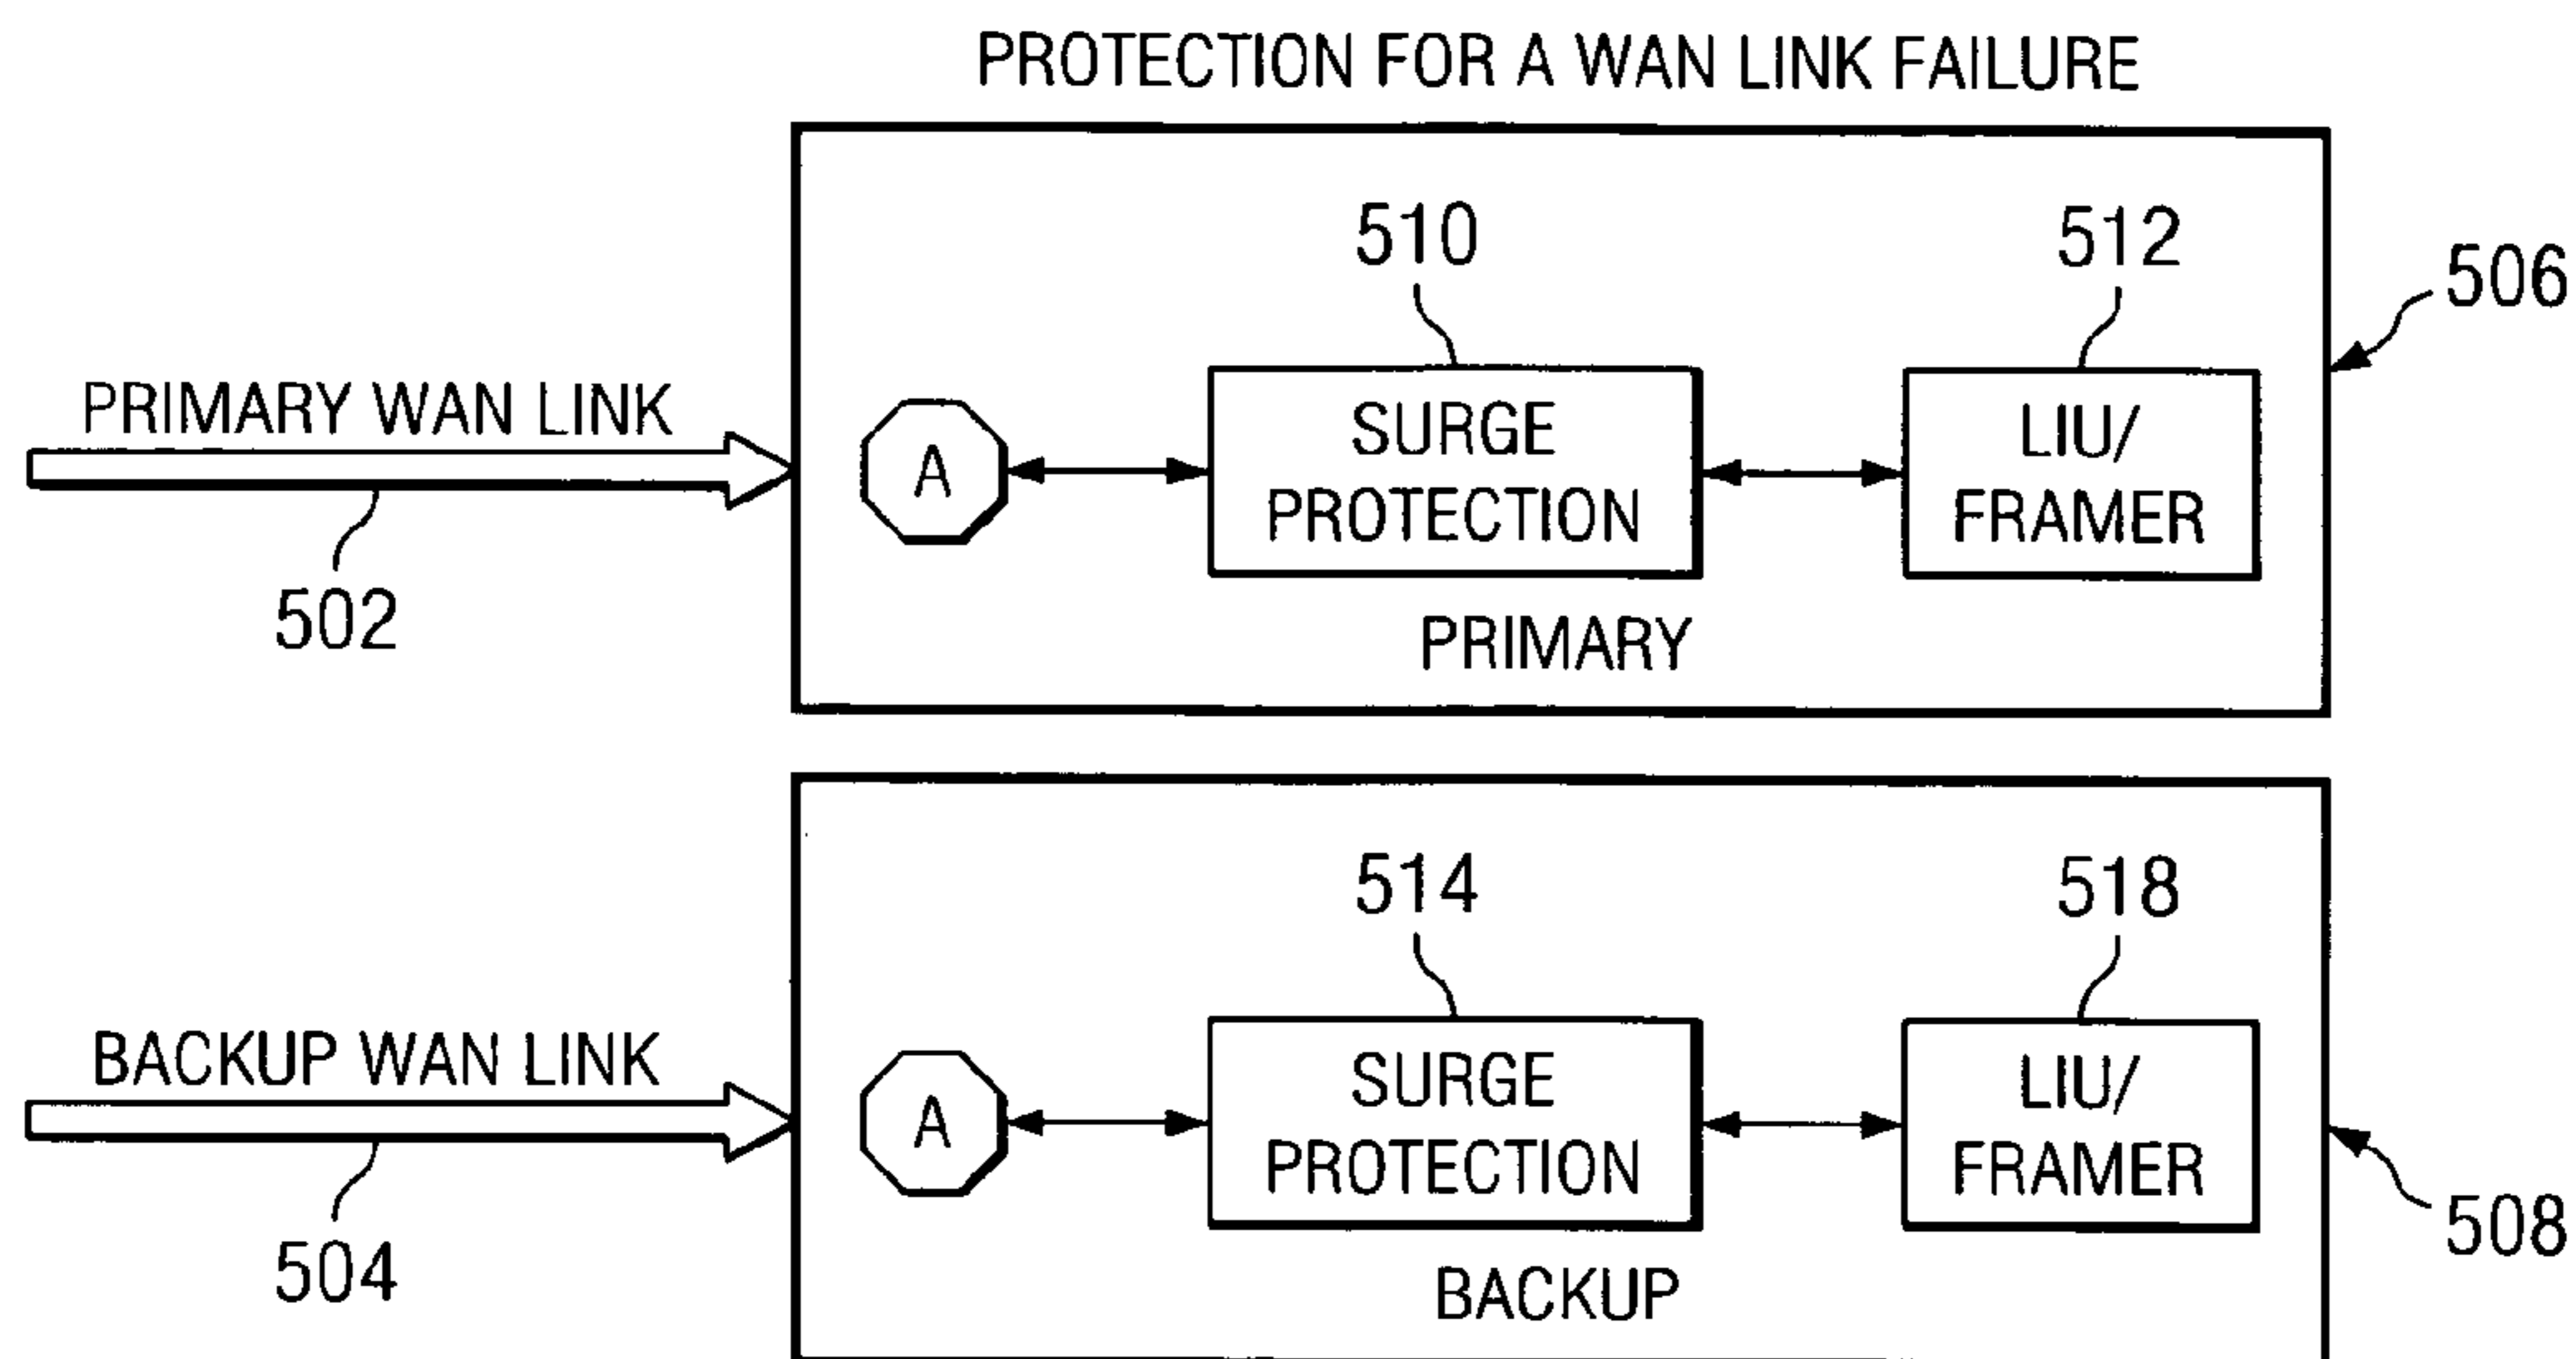 PROTECTION FOR A WAN LINK FAILURE
510
512
506
PRIMARY WAN LINK
A
SURGE
PROTECTION
LIU/
FRAMER
502
PRIMARY
514
518
BACKUP WAN LINK
A
SURGE
PROTECTION
LIU/
FRAMER
504
508
BACKUP